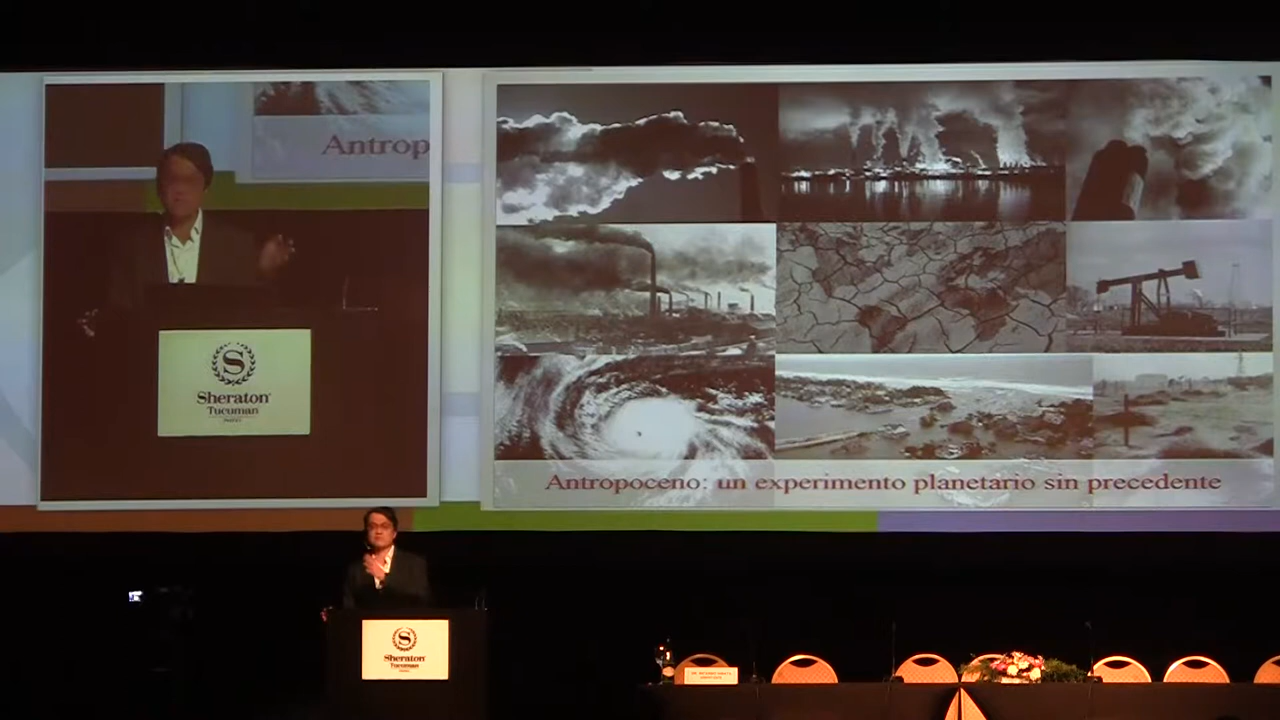 Antrop
S
Sheraton
Tucuman
Antropoceno: un experimento planetario sin precedente
S
Sheraton
Tucuman